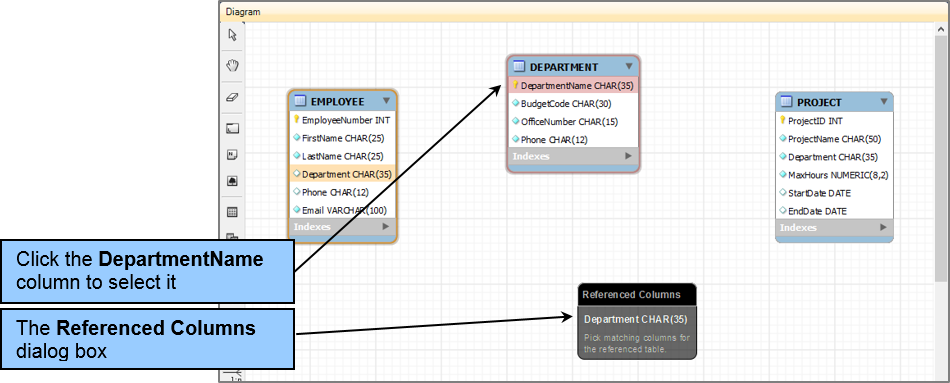 Diagram
EMPLOYEE
EmployeeNumber INT
FirstName CHAR(25)
LastName CHAR(25)
Department CHAR(35)
Phone CHAR(12)
Email VARCHAR(100)
Indexes
DEPARTMENT
DepartmentName CHAR(35)
BudgetCode CHAR(30)
OfficeNumber CHAR(15)
Phone CHAR(12)
Indexes
PROJECT
ProjectID INT
ProjectName CHAR(50)
Department CHAR(35)
MaxHours NUMERIC(8,2)
StartDate DATE
EndDate DATE
Indexes
Click the DepartmentName
column to select it
The Referenced Columns
dialog box
Referenced Columns
Department CHAR(35)
Pick matching columns for
the referenced table.